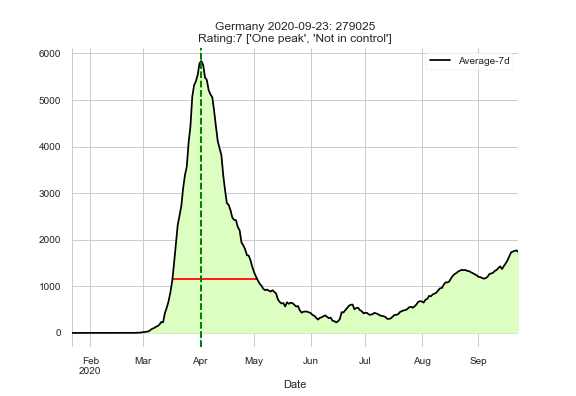 Germany 2020-09-23: 279025
Rating:7 ['One peak', 'Not in control']
Average-7d
6000
5000
4000
3000
2000
1000
0
Feb
2020
Mar
Apr
May
Jun
Jul
Aug
Sep
Date